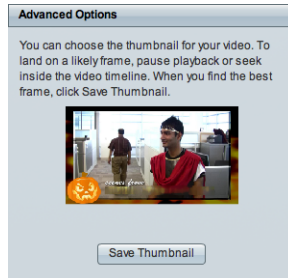 Advanced Options
You can choose the thumbnail for your video. To
land on a likely frame, pause playback or seek
inside the video timeline. When you find the best
frame, click Save Thumbnail.
Save Thumbnail